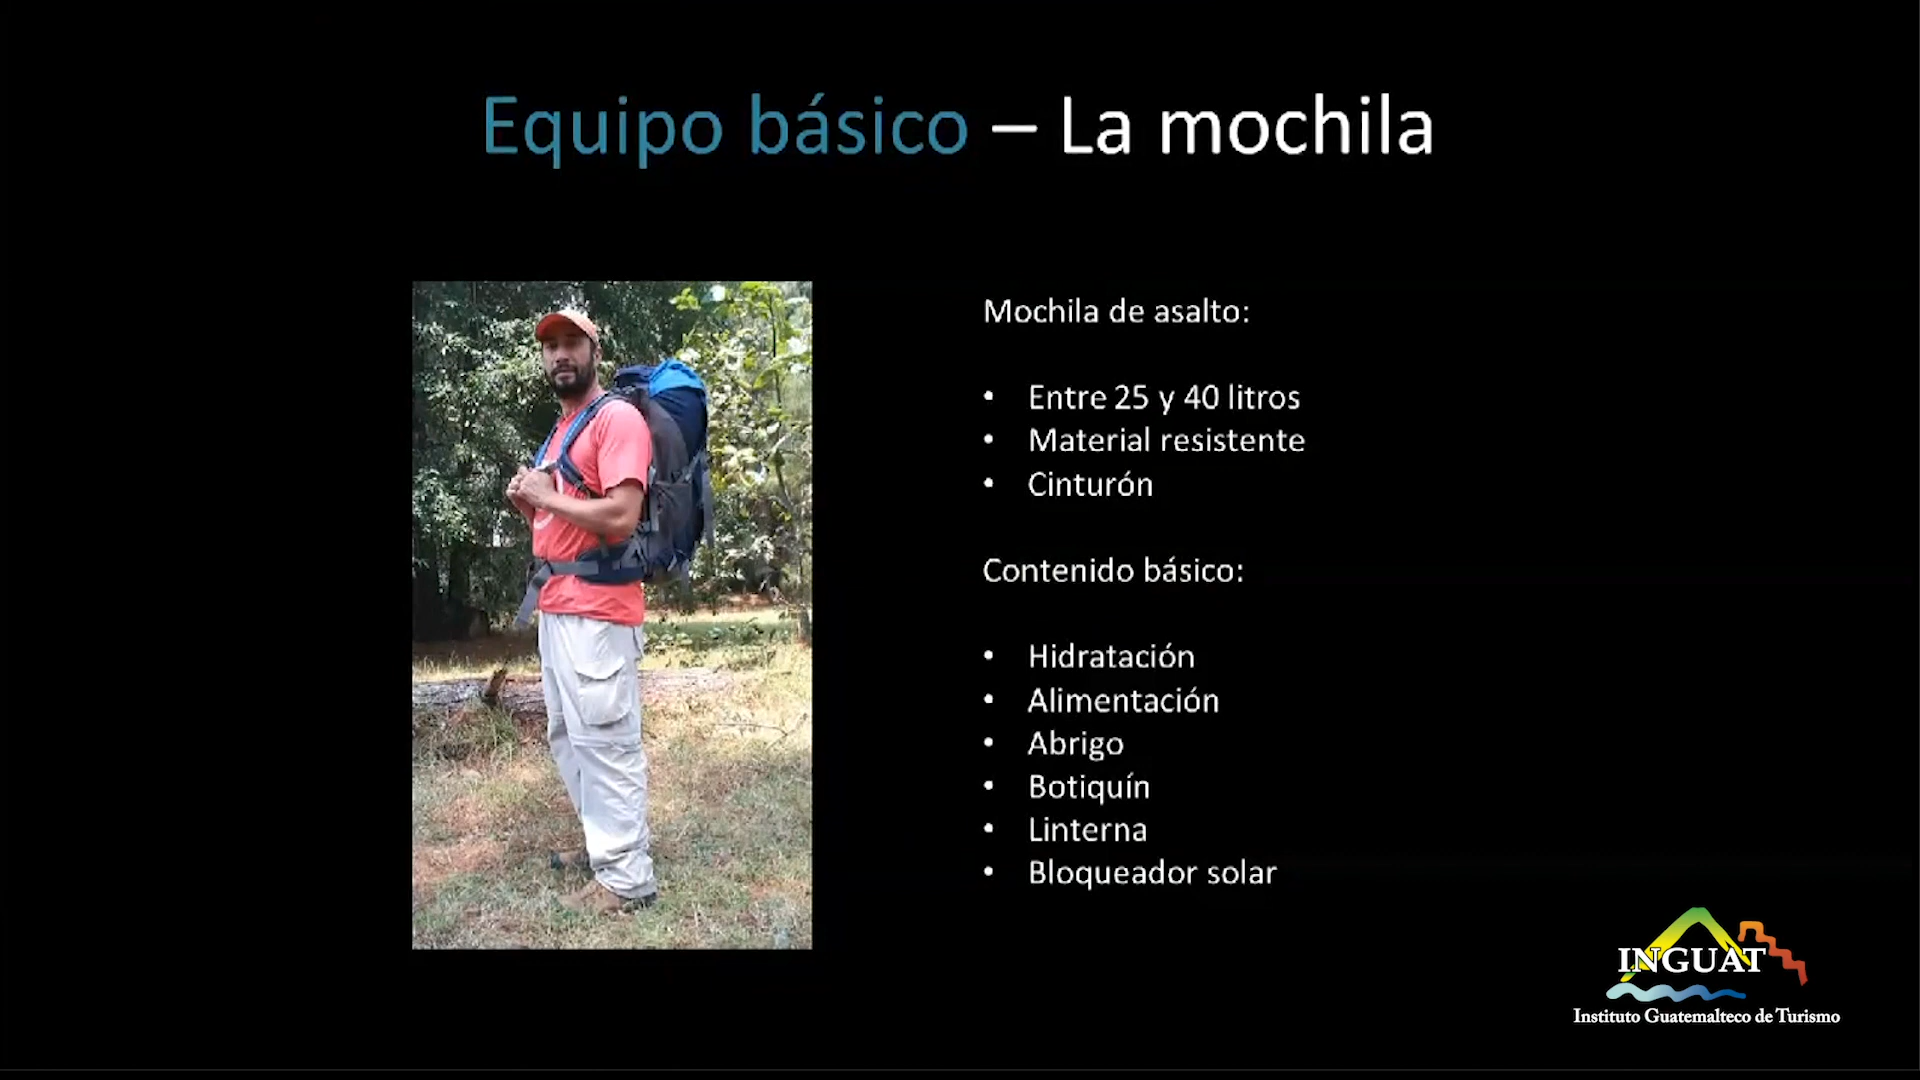 Equipo básico – La mochila
Mochila de asalto:
• Entre 25 y 40 litros
• Material resistente
• Cinturón
Contenido básico:
• Hidratación
• Alimentación
• Abrigo
• Botiquín
• Linterna
• Bloqueador solar
INGUAT
Instituto Guatemalteco de Turismo